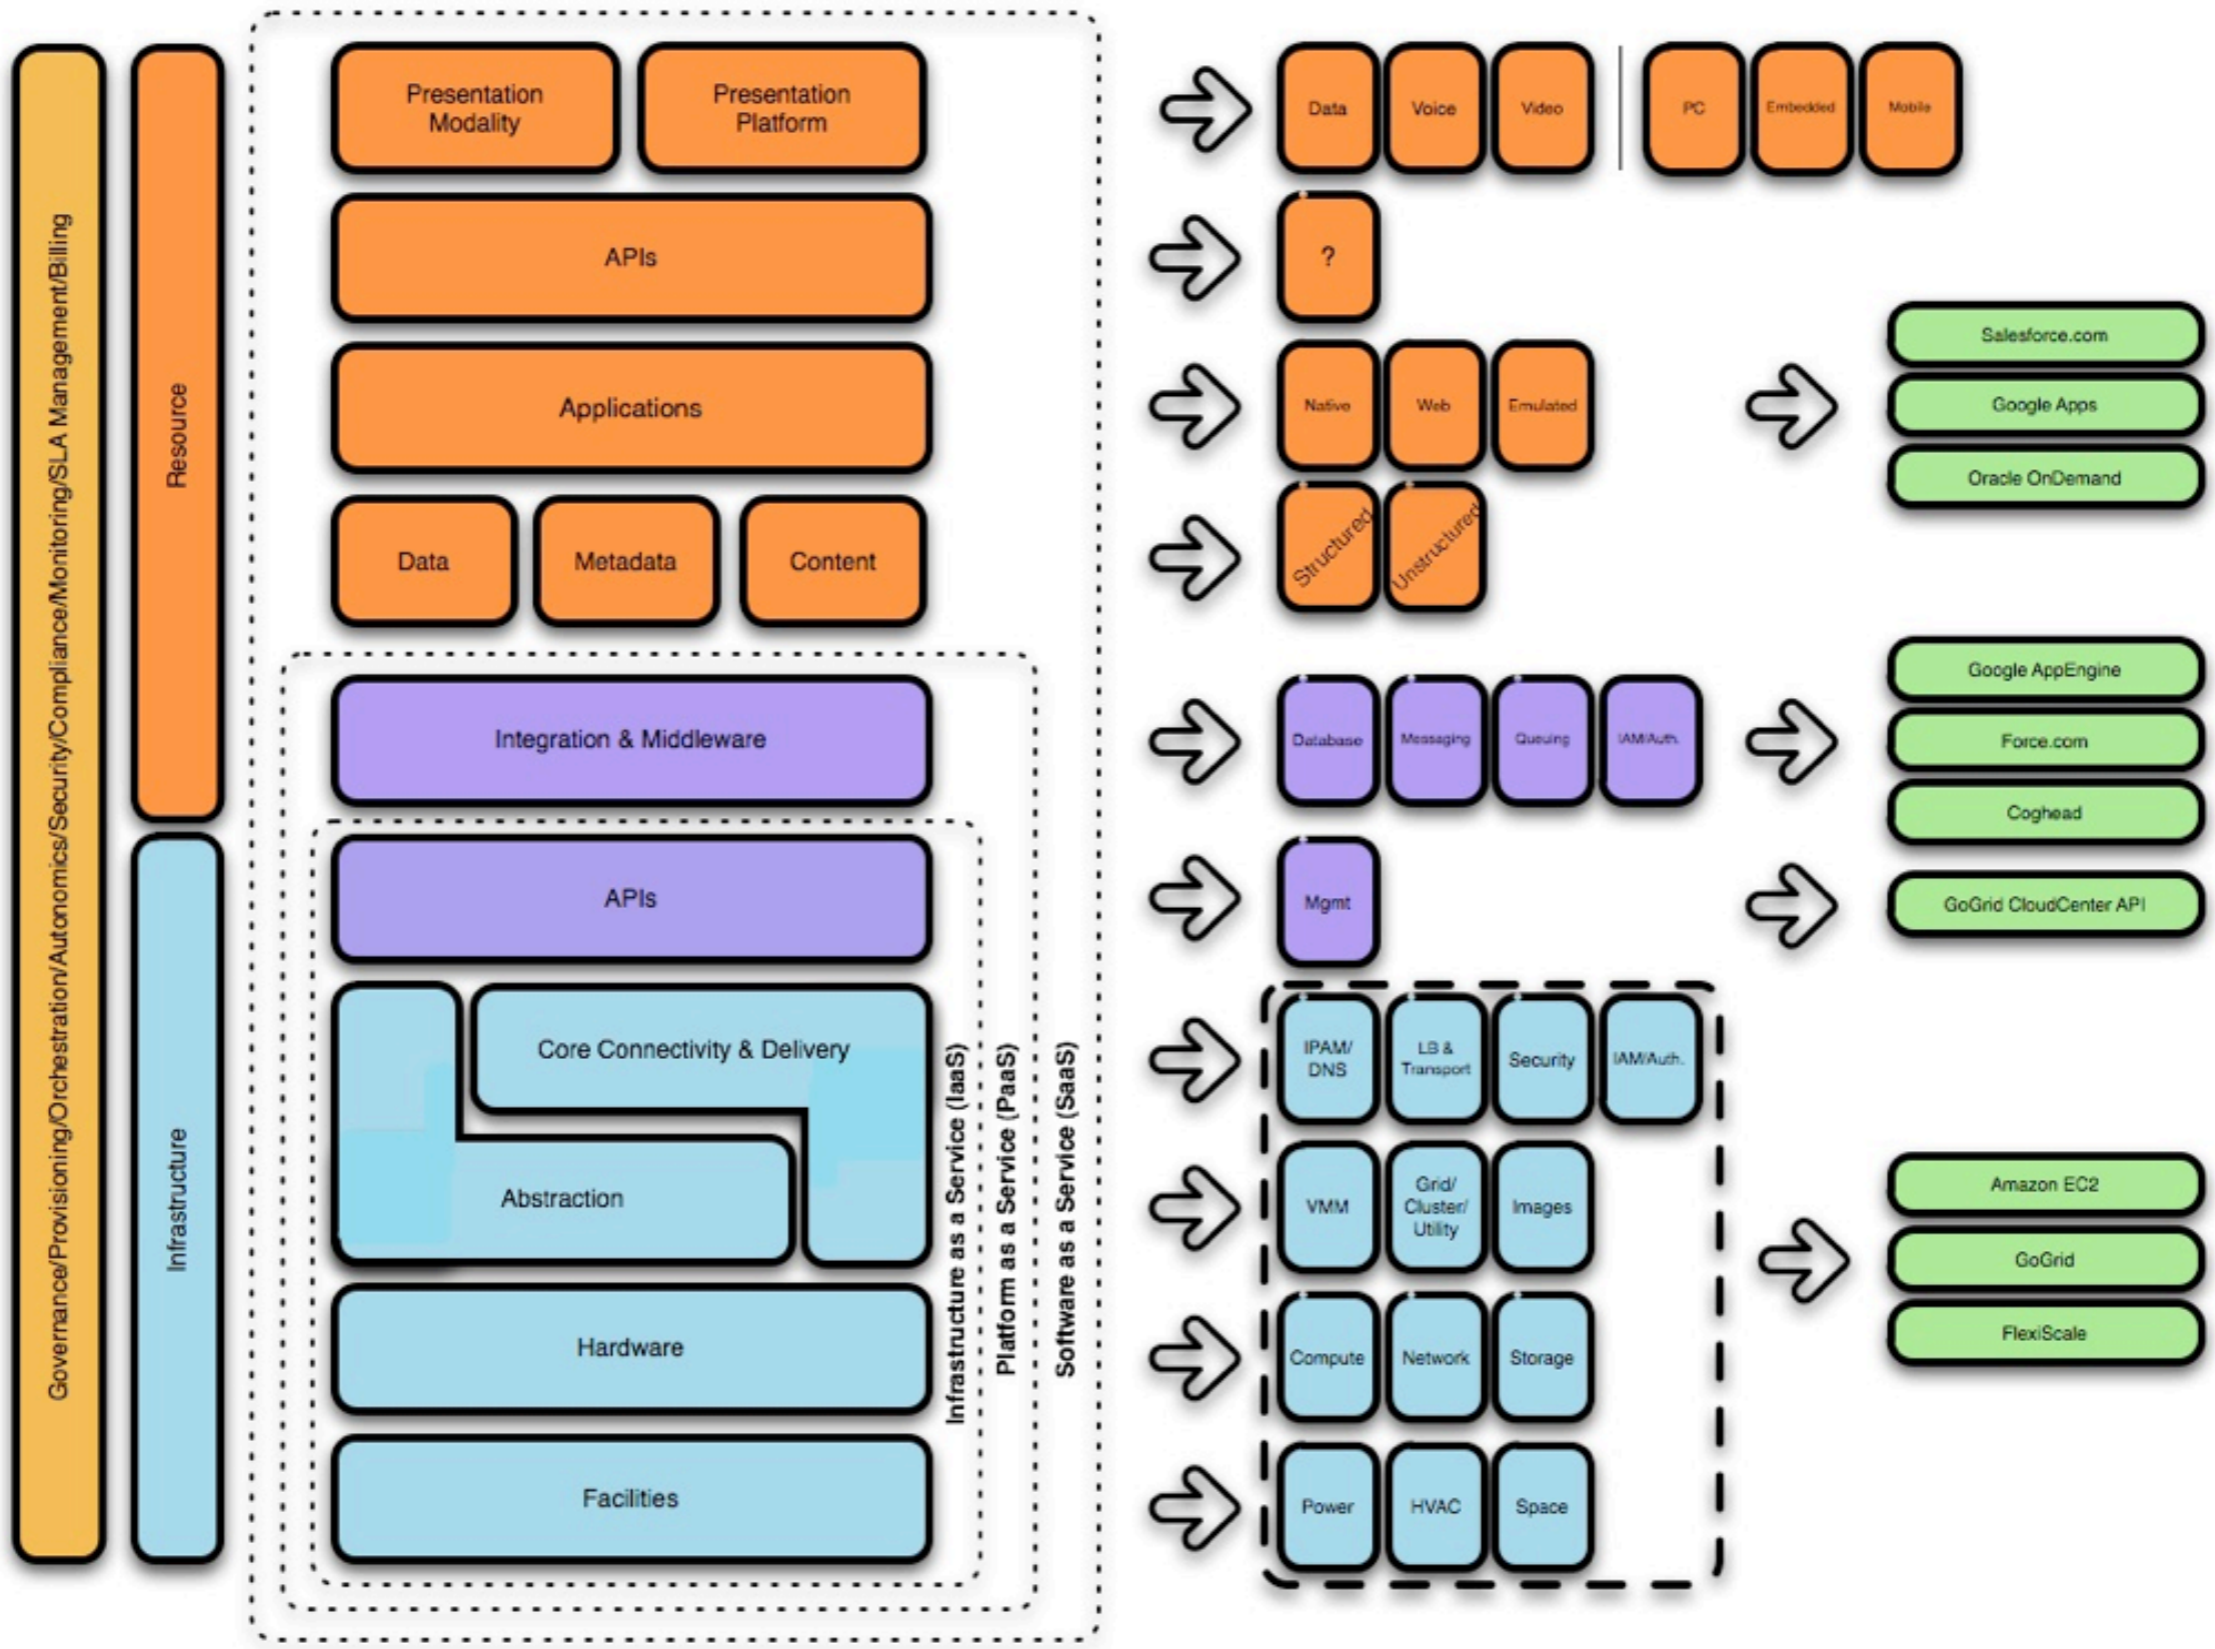 Governance/Provisioning/Orchestration/Autonomics/Security/Compliance/Monitoring/SLA Management/Billing
Resource
Infrastructure
Presentation
Modality
Presentation
Platform
APIs
Applications
Data
Metadata
Content
Integration & Middleware
APIs
Core Connectivity & Delivery
Abstraction
Hardware
Facilities
Infrastructure as a Service (IaaS)
Platform as a Service (PaaS)
Software as a Service (SaaS)
Data
Voice
Video
PC
Embedded
Mobile
?
Native
Web
Emulated
Structured
Unstructured
Database
Messaging
Queuing
IAM/Auth.
Mgmt
IPAM/
DNS
LB &
Transport
Security
IAM/Auth.
VMM
Grid/
Cluster/
Utility
Images
Compute
Network
Storage
Power
HVAC
Space
Salesforce.com
Google Apps
Oracle OnDemand
Google AppEngine
Force.com
Coghead
GoGrid CloudCenter API
Amazon EC2
GoGrid
FlexiScale